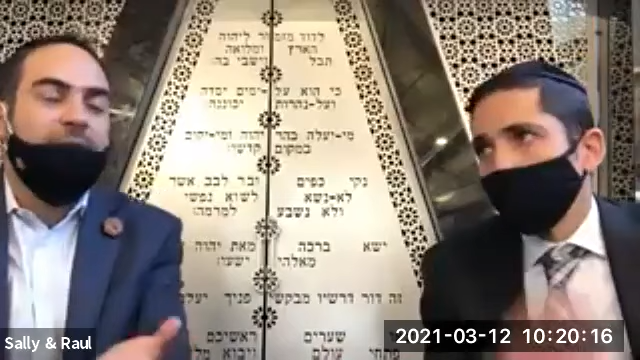 לדוד מזמור ליהוה
הארץ ומלואה
תבל וישבי בה:
כי הוא על-ימים יסדה
ועל-נהרות יכוננה:
מי-יעלה בהר יהוה ומי-יקום
במקום קדשו:
נקי כפים ובר לבב אשר
לא-נשא לשוא נפשי
ולא נשבע למרמה:
ישא ברכה מאת יהוה
מאלהי ישעו:
זה דור דרשיו מבקשי פניך
שערים ראשיכם
פתחי עולם
Sally & Raul
2021-03-12 10:20:16